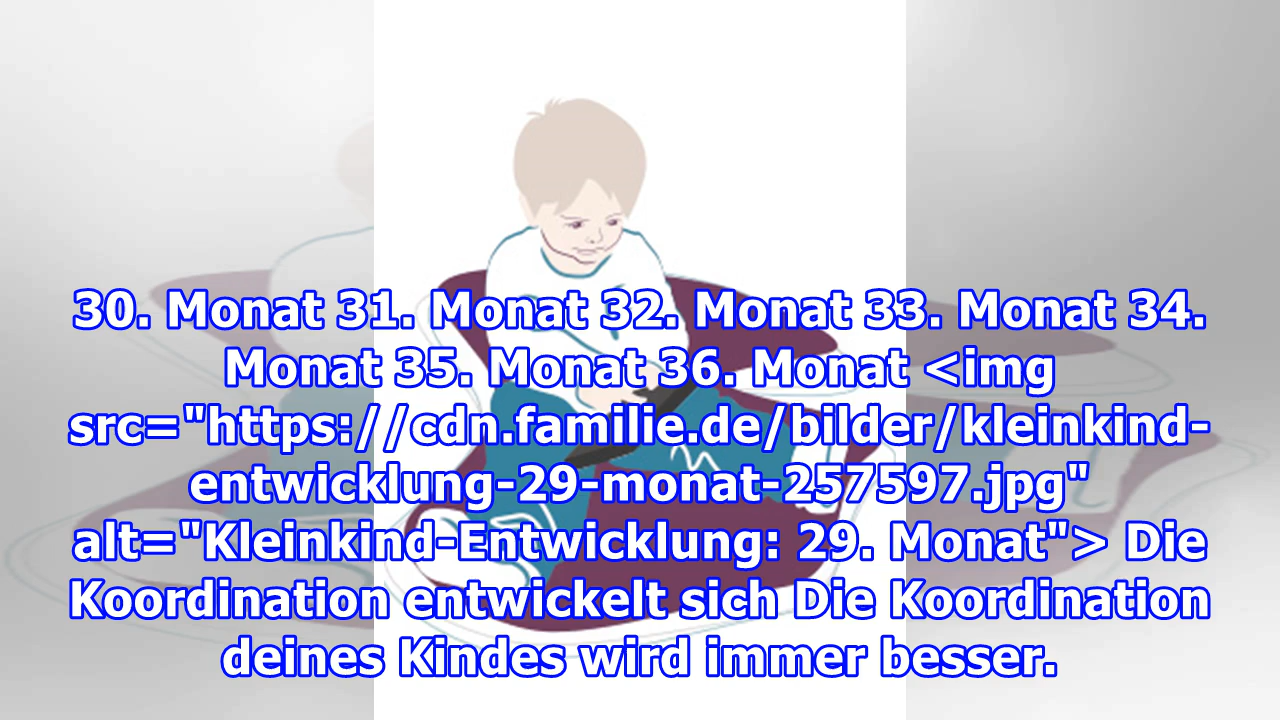 30. Monat 31. Monat 32. Monat 33. Monat 34.
Monat 35. Monat 36. Monat <img
src="https://cdn.familie.de/bilder/kleinkind-
entwicklung-29-monat-257597.jpg"
alt="Kleinkind-Entwicklung: 29. Monat"> Die
Koordination entwickelt sich Die Koordination
deines Kindes wird immer besser.